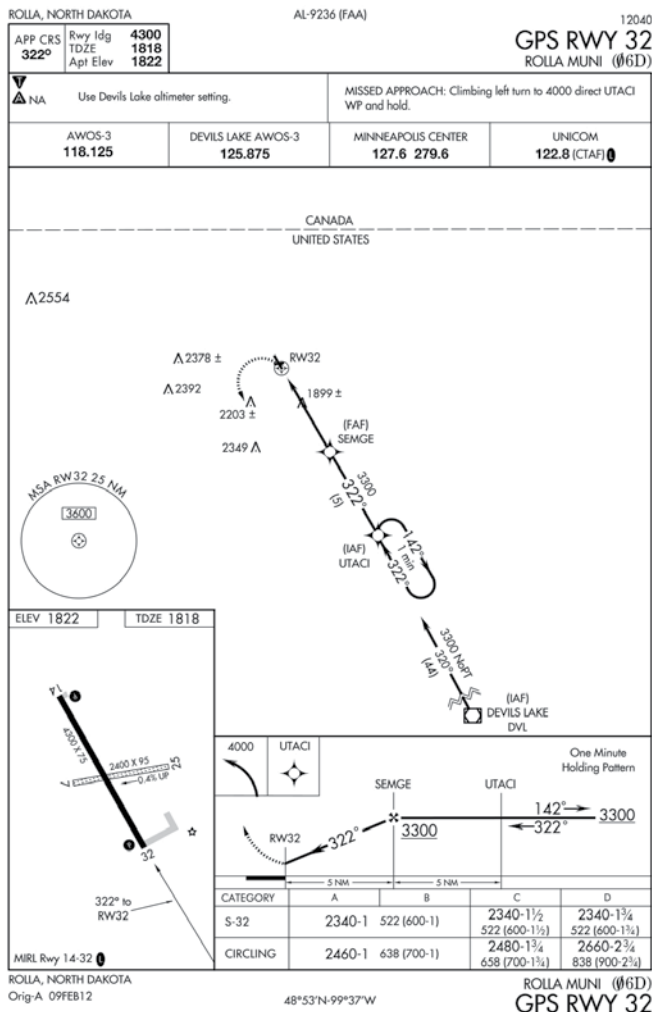 ROLLA, NORTH DAKOTA
AL-9236 (FAA)
12040
APP CRS
322°
Rwy Idg 4300
TDZE 1818
Apt Elev 1822
GPS RWY 32
ROLLA MUNI (Ø6D)
T
A NA
Use Devils Lake altimeter setting.
MISSED APPROACH: Climbing left turn to 4000 direct UTACI
WP and hold.
AWOS-3
118.125
DEVILS LAKE AWOS-3
125.875
MINNEAPOLIS CENTER
127.6 279.6
UNICOM
122.8 (CTAF) L
CANADA
UNITED STATES
2554
2378 ±
RW32
2392
1899 ±
2203 ±
(FAF)
SEMGE
2349
3300
322°
(5)
MSA RW32 25 NM
3600
142°
1 min
322°
(IAF)
UTACI
3300 NoPT
320°
(44)
(IAF)
DEVILS LAKE
DVL
ELEV 1822
TDZE 1818
14
4300 X 75
2400 X 95
0.4% UP
7
25
32
322° to
RW32
MIRL Rwy 14-32 L
4000
UTACI
One Minute
Holding Pattern
SEMGE
UTACI
142°
3300
322°
3300
322°
RW32
5 NM
5 NM
CATEGORY A B C D
S-32 2340-1 522 (600-1) 2340-1½ 2340-1¾
522 (600-1½) 522 (600-1¾)
CIRCLING 2460-1 638 (700-1) 2480-1¾ 2660-2¾
658 (700-1¾) 838 (900-2¾)
ROLLA, NORTH DAKOTA
Orig-A 09FEB12
48°53'N-99°37'W
ROLLA MUNI (Ø6D)
GPS RWY 32